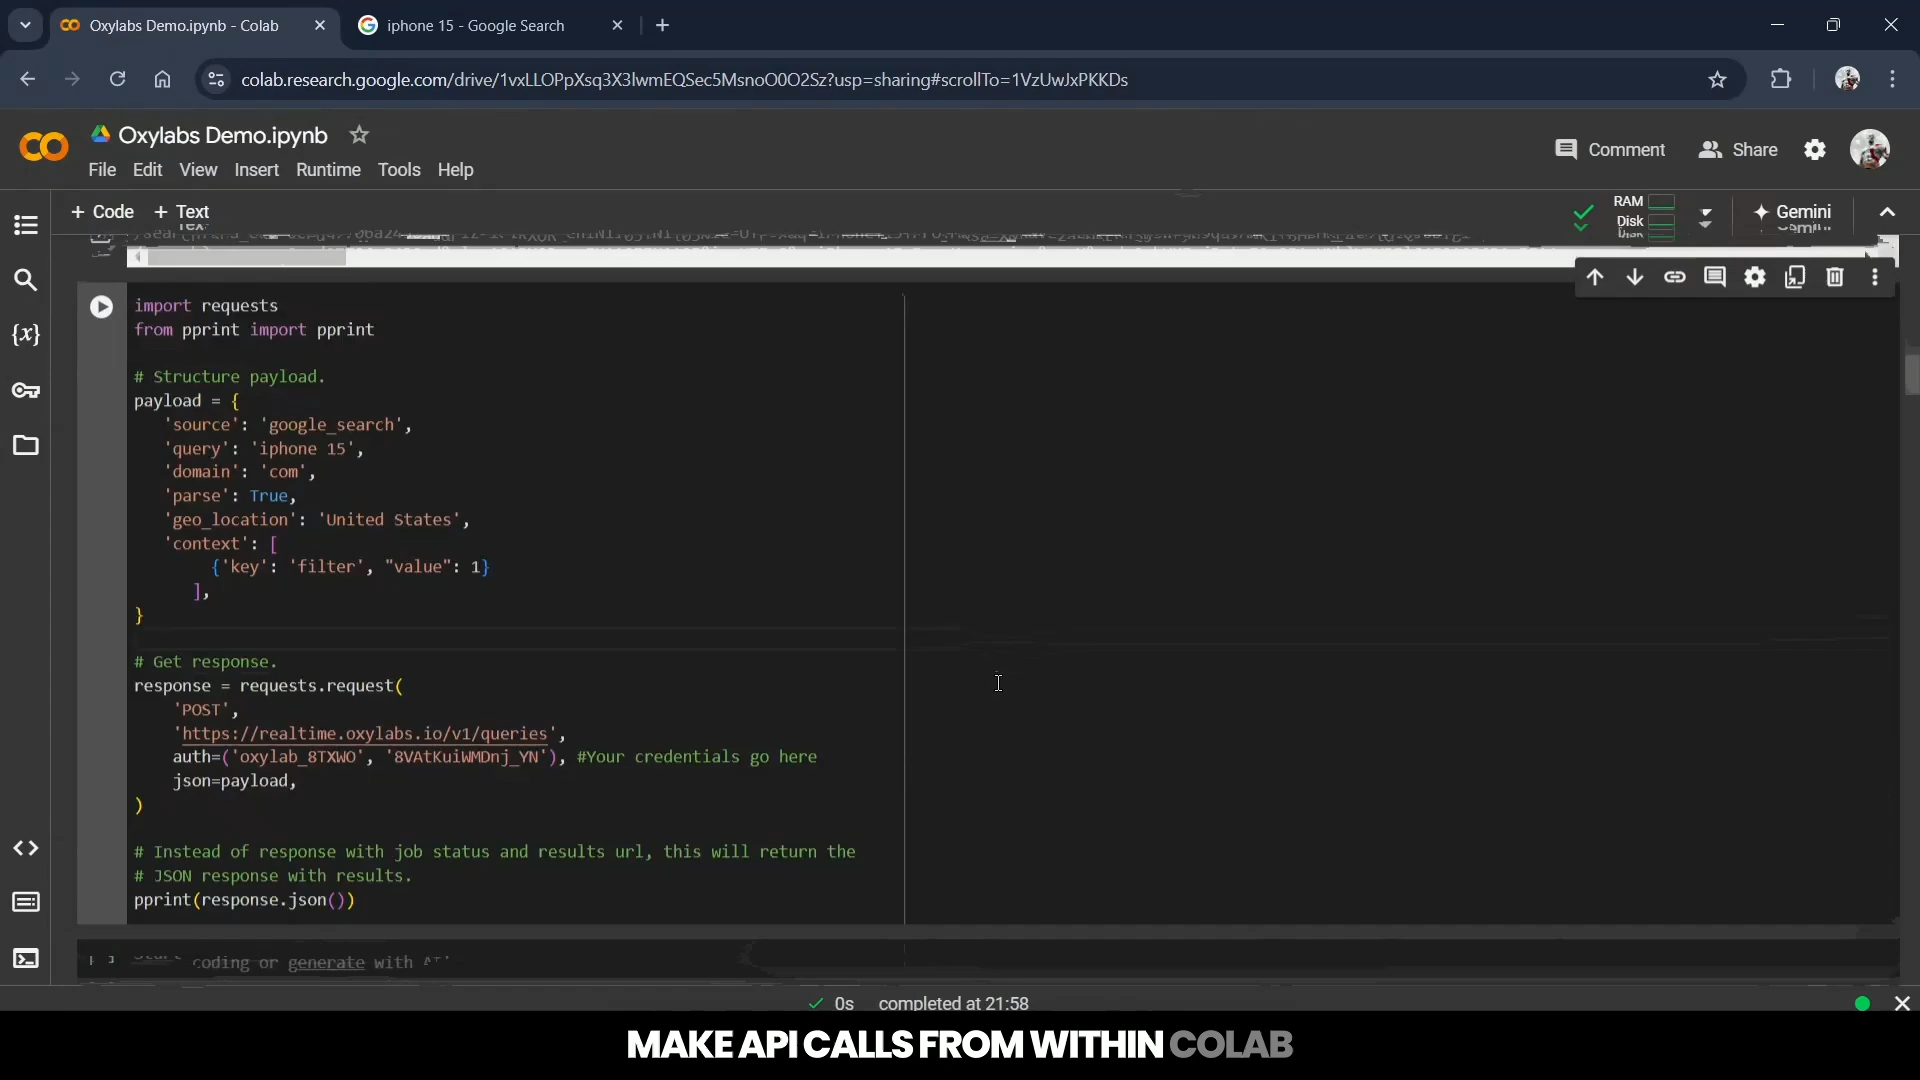 Oxylabs Demo.ipynb - Colab
iphone 15 - Google Search
colab.research.google.com/drive/1vxLLOPpXsq3X3lwmEQSec5MsnoO0O2Sz?usp=sharing#scrollTo=1VzUwJxPKKDs
Oxylabs Demo.ipynb
Comment
Share
File Edit View Insert Runtime Tools Help
+ Code + Text
RAM
Disk
Gemini
import requests
from pprint import pprint
# Structure payload.
payload = {
'source': 'google_search',
'query': 'iphone 15',
'domain': 'com',
'parse': True,
'geo_location': 'United States',
'context': [
{'key': 'filter', "value": 1}
],
}
# Get response.
response = requests.request(
'POST',
'https://realtime.oxylabs.io/v1/queries',
auth=('oxylab_8TXWO', '8VAtKuiWMDnj_YN'), #Your credentials go here
json=payload,
)
# Instead of response with job status and results url, this will return the
# JSON response with results.
pprint(response.json())
coding or generate with
0s completed at 21:58
MAKE API CALLS FROM WITHIN COLAB